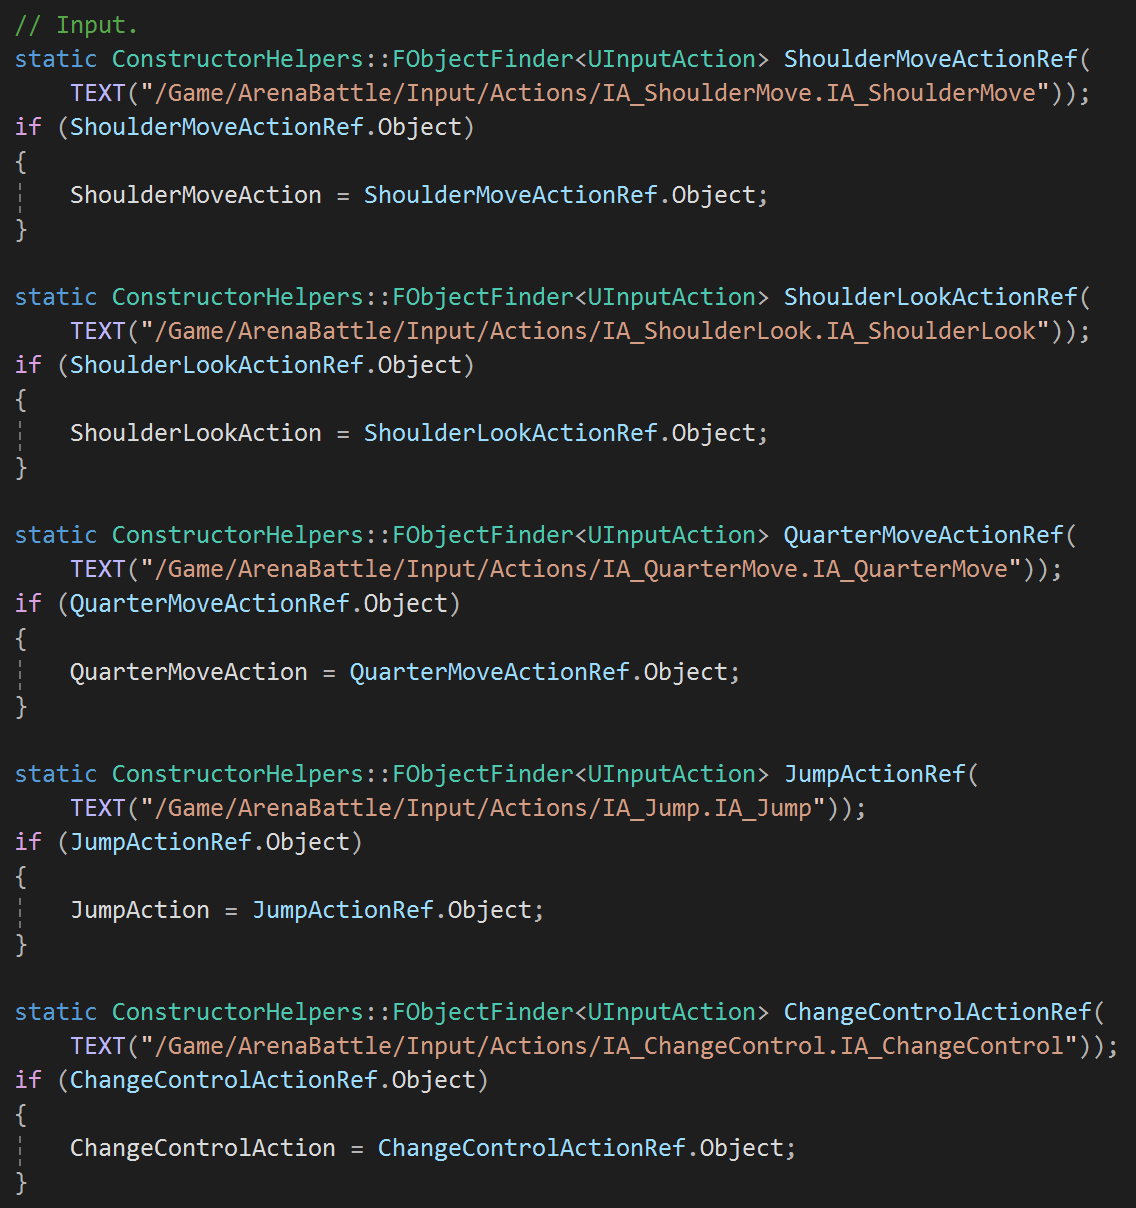 // Input.
static ConstructorHelpers::FObjectFinder<UInputAction> ShoulderMoveActionRef(
    TEXT("/Game/ArenaBattle/Input/Actions/IA_ShoulderMove.IA_ShoulderMove"));
if (ShoulderMoveActionRef.Object)
{
    ShoulderMoveAction = ShoulderMoveActionRef.Object;
}

static ConstructorHelpers::FObjectFinder<UInputAction> ShoulderLookActionRef(
    TEXT("/Game/ArenaBattle/Input/Actions/IA_ShoulderLook.IA_ShoulderLook"));
if (ShoulderLookActionRef.Object)
{
    ShoulderLookAction = ShoulderLookActionRef.Object;
}

static ConstructorHelpers::FObjectFinder<UInputAction> QuarterMoveActionRef(
    TEXT("/Game/ArenaBattle/Input/Actions/IA_QuarterMove.IA_QuarterMove"));
if (QuarterMoveActionRef.Object)
{
    QuarterMoveAction = QuarterMoveActionRef.Object;
}

static ConstructorHelpers::FObjectFinder<UInputAction> JumpActionRef(
    TEXT("/Game/ArenaBattle/Input/Actions/IA_Jump.IA_Jump"));
if (JumpActionRef.Object)
{
    JumpAction = JumpActionRef.Object;
}

static ConstructorHelpers::FObjectFinder<UInputAction> ChangeControlActionRef(
    TEXT("/Game/ArenaBattle/Input/Actions/IA_ChangeControl.IA_ChangeControl"));
if (ChangeControlActionRef.Object)
{
    ChangeControlAction = ChangeControlActionRef.Object;
}